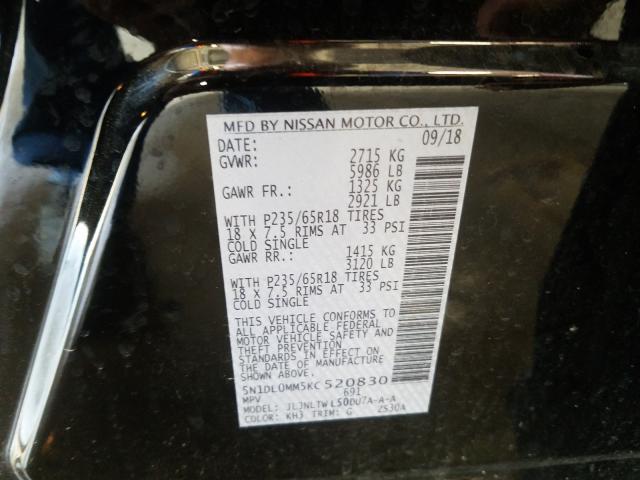 MFD BY NISSAN MOTOR CO., LTD.
DATE: 09/18
GVWR: 2715 KG
5986 LB
GAWR FR.: 1325 KG
2921 LB
WITH P235/65R18 TIRES
18 X 7.5 RIMS AT 33 PSI
COLD SINGLE
GAWR RR.: 1415 KG
3120 LB
WITH P235/65R18 TIRES
18 X 7.5 RIMS AT 33 PSI
COLD SINGLE
THIS VEHICLE CONFORMS TO
ALL APPLICABLE FEDERAL
MOTOR VEHICLE SAFETY AND
THEFT PREVENTION
STANDARDS IN EFFECT ON
THE DATE OF MANUFACTURE
SHOWN ABOVE.
5N1DL0MM5KC520830
MPV 691
MODEL: JLJNLTWL50DU7A-A-A
COLOR: KH3 TRIM: G 2530A